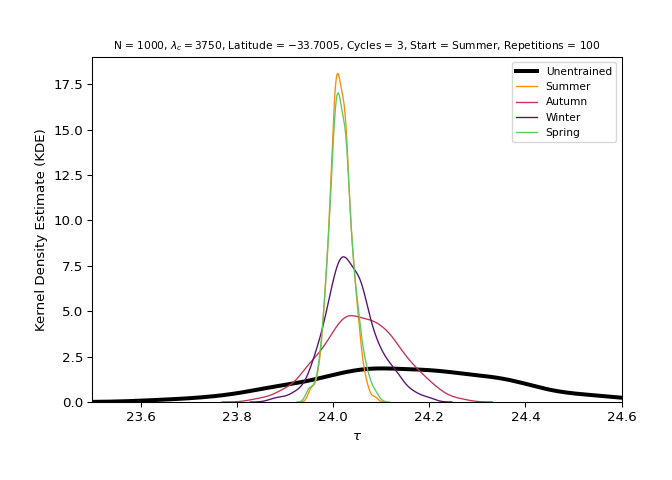 N = 1000, λc = 3750, Latitude = −33.7005, Cycles = 3, Start = Summer, Repetitions = 100
Kernel Density Estimate (KDE)
17.5
15.0
12.5
10.0
7.5
5.0
2.5
0.0
Unentrained
Summer
Autumn
Winter
Spring
23.6 23.8 24.0 24.2 24.4 24.6
τ